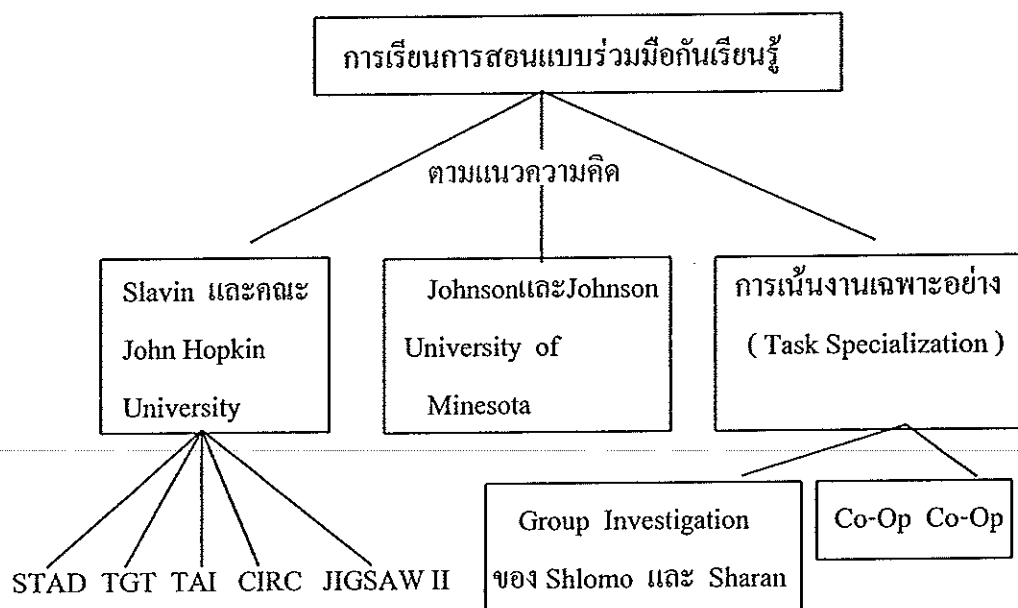 การเรียนการสอนแบบร่วมมือกันเรียนรู้
ตามแนวความคิด
Slavin และคณะ
John Hopkin
University
JohnsonและJohnson
University of
Minesota
การเน้นงานเฉพาะอย่าง
( Task Specialization )
STAD TGT TAI CIRC JIGSAW II
Group Investigation
ของ Shlomo และ Sharan
Co-Op Co-Op